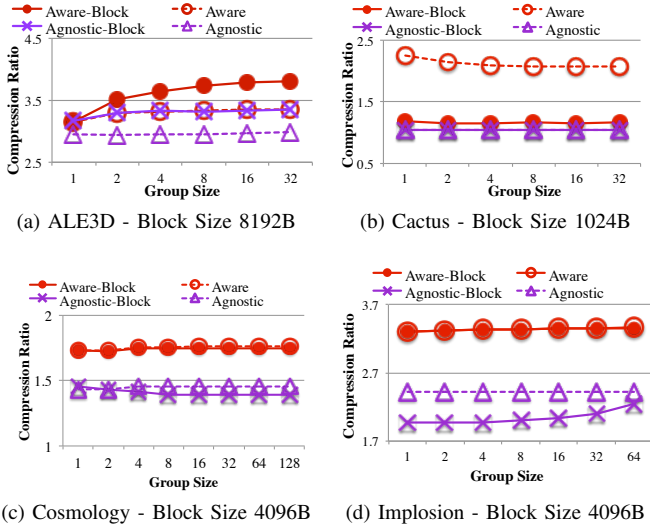 Aware-Block Aware
Agnostic-Block Agnostic
4.5
3.5
2.5
Compression Ratio
1 2 4 8 16 32
Group Size
(a) ALE3D - Block Size 8192B
Aware-Block Aware
Agnostic-Block Agnostic
2.5
1.5
0.5
Compression Ratio
1 2 4 8 16 32
Group Size
(b) Cactus - Block Size 1024B
Aware-Block Aware
Agnostic-Block Agnostic
2
1.5
1
Compression Ratio
1 2 4 8 16 32 64 128
Group Size
(c) Cosmology - Block Size 4096B
Aware-Block Aware
Agnostic-Block Agnostic
3.7
2.7
1.7
Compression Ratio
1 2 4 8 16 32 64
Group Size
(d) Implosion - Block Size 4096B